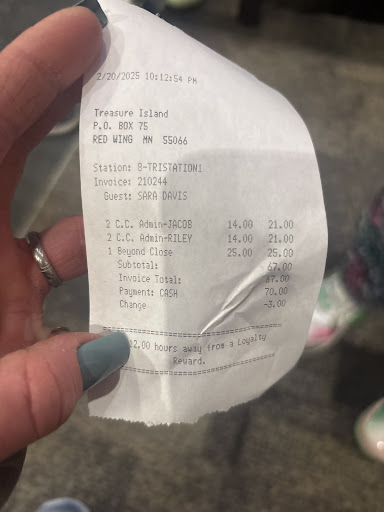 2/20/2025 10:12:54 PM
Treasure Island
P.O. BOX 75
RED WING MN 55066
Station: 8-TRISTATION1
Invoice: 210244
Guest: SARA DAVIS
2 C.C. Admin-JACOB 14.00 21.00
2 C.C. Admin-RILEY 14.00 21.00
1 Beyond Close 25.00 25.00
Subtotal: 67.00
Invoice Total: 67.00
Payment: CASH 70.00
Change -3.00
hours away from a Loyalty
Reward.